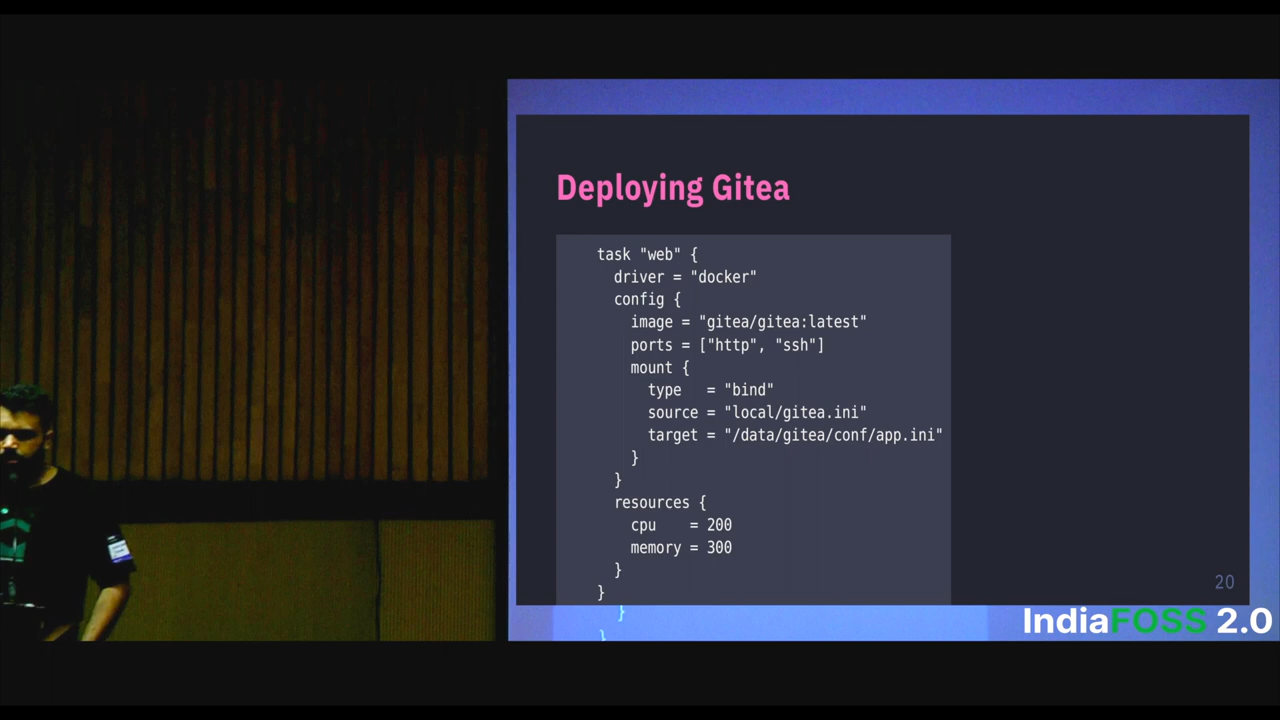 Deploying Gitea
task "web" {
  driver = "docker"
  config {
    image = "gitea/gitea:latest"
    ports = ["http", "ssh"]
    mount {
      type   = "bind"
      source = "local/gitea.ini"
      target = "/data/gitea/conf/app.ini"
    }
  }
  resources {
    cpu    = 200
    memory = 300
  }
}
}
}
20
IndiaFOSS 2.0